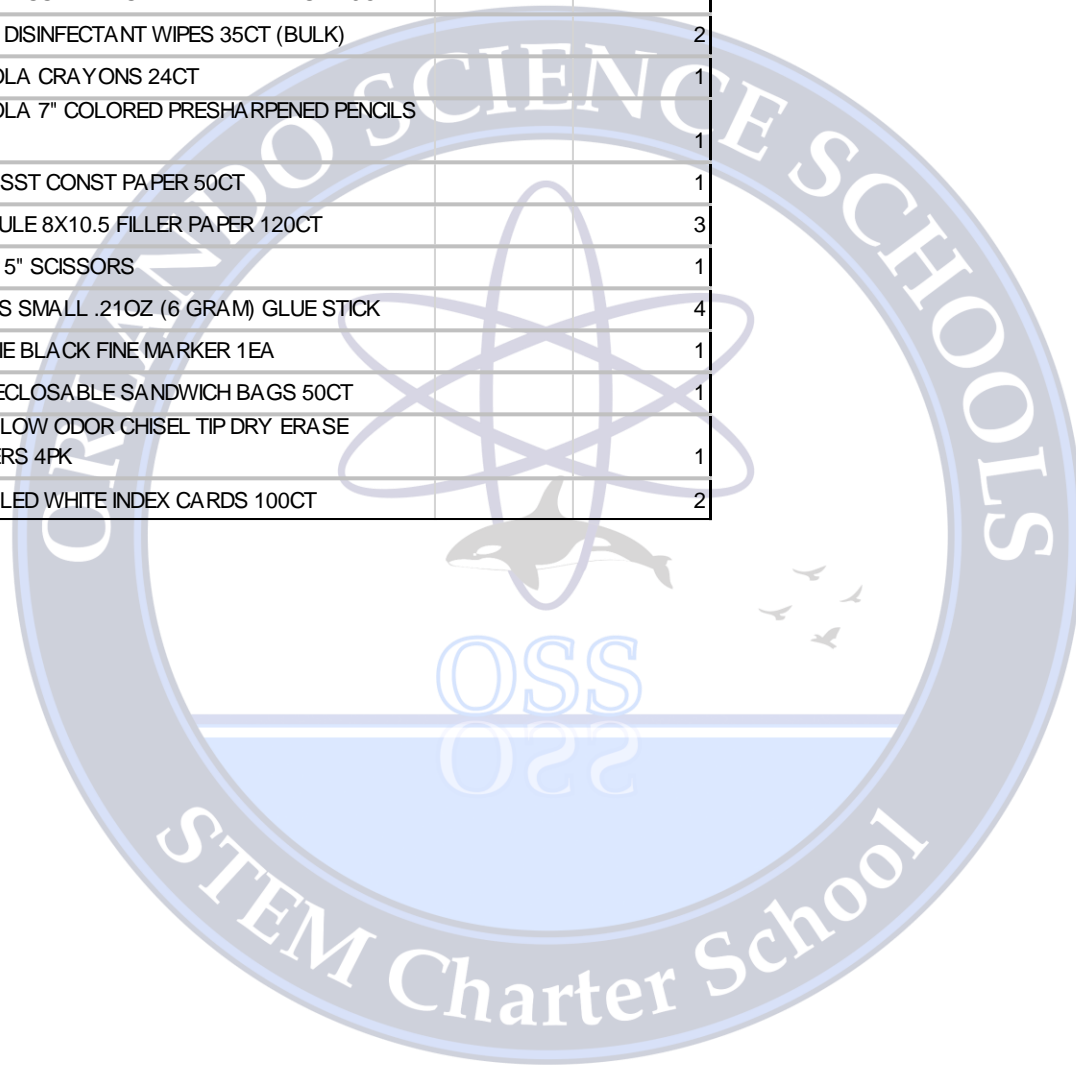 DISINFECTANT WIPES 35CT (BULK) 2
OLA CRAYONS 24CT 1
OLA 7" COLORED PRESHARPENED PENCILS
1
SST CONST PAPER 50CT 1
ULE 8X10.5 FILLER PAPER 120CT 3
5" SCISSORS 1
S SMALL .21OZ (6 GRAM) GLUE STICK 4
IE BLACK FINE MARKER 1EA 1
ECLOSABLE SANDWICH BAGS 50CT 1
LOW ODOR CHISEL TIP DRY ERASE
ERS 4PK 1
LED WHITE INDEX CARDS 100CT 2
ORLANDO SCIENCE SCHOOLS
OSS
OSS
STEM Charter School